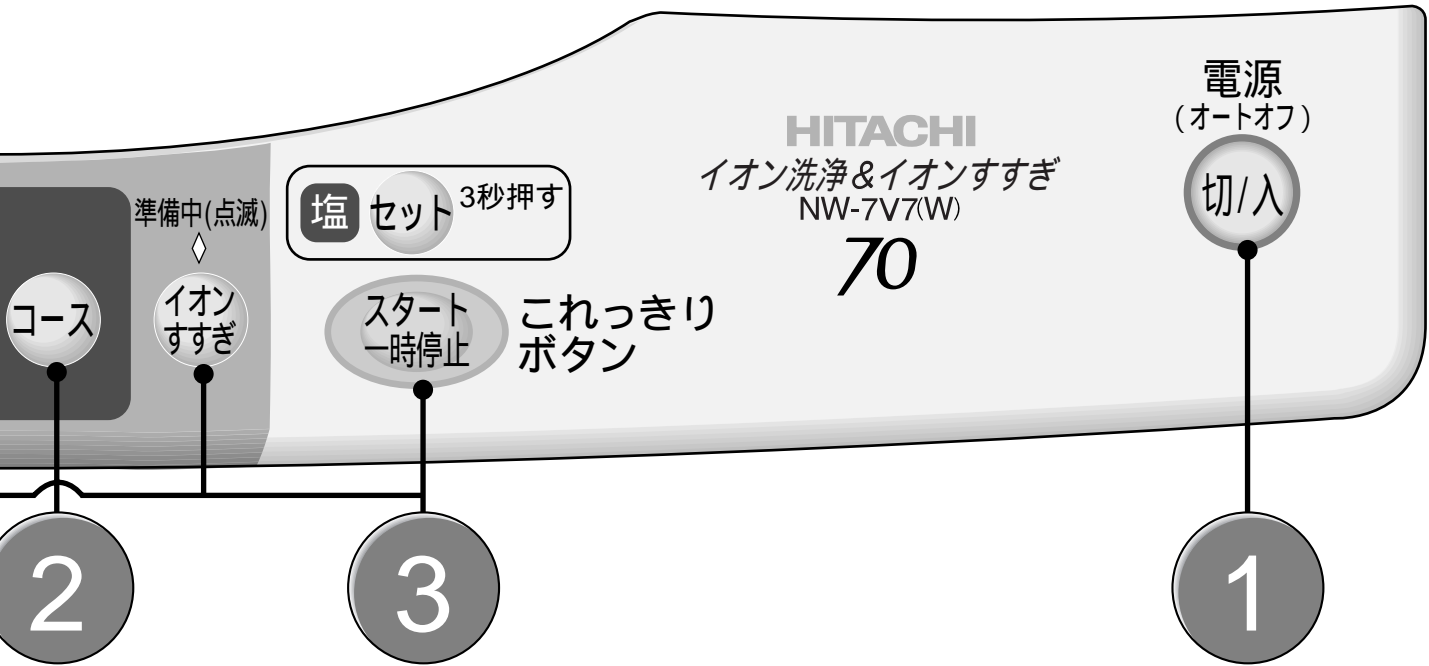 電源
(オートオフ)
切/入
HITACHI
イオン洗浄&イオンすすぎ
NW-7V7(W)
70
塩 セット 3秒押す
準備中(点滅)
コース
イオン
すすぎ
スタート
一時停止
これっきり
ボタン
2
3
1